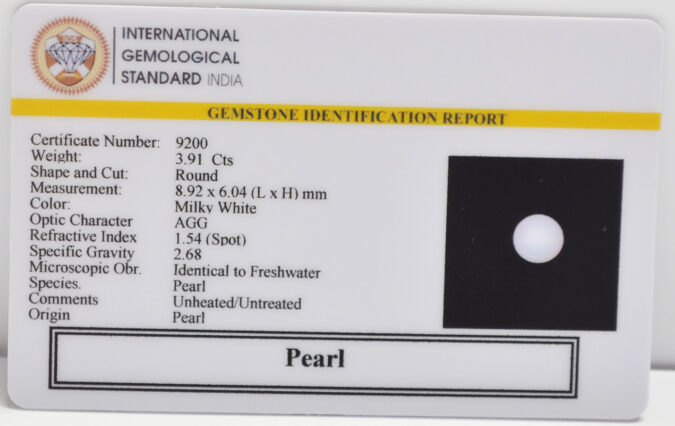 IGS
INTERNATIONAL
GEMOLOGICAL
STANDARD INDIA
GEMSTONE IDENTIFICATION REPORT
Certificate Number: 9200
Weight: 3.91 Cts
Shape and Cut: Round
Measurement: 8.92 x 6.04 (L x H) mm
Color: Milky White
Optic Character AGG
Refractive Index 1.54 (Spot)
Specific Gravity 2.68
Microscopic Obr. Identical to Freshwater
Species. Pearl
Comments Unheated/Untreated
Origin Pearl
Pearl